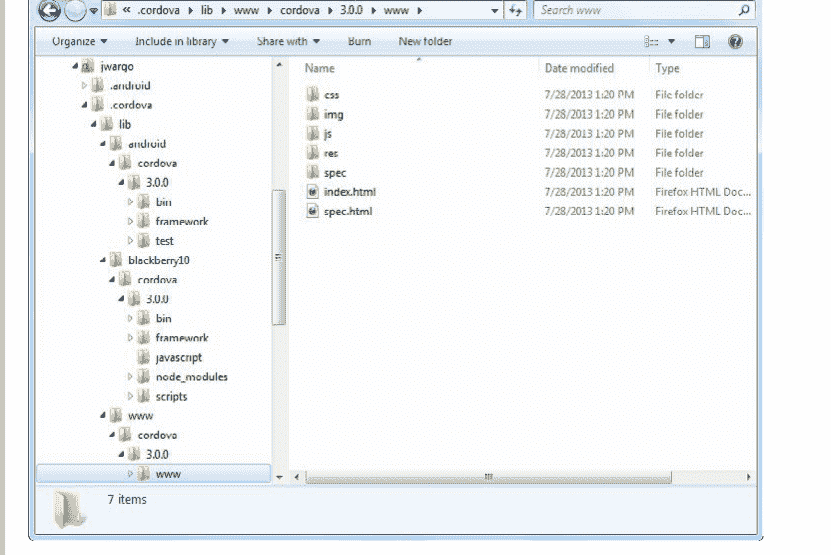 « .cordova ▸ lib ▸ www ▸ cordova ▸ 3.0.0 ▸ www ▸ Search www
Organize Include in library Share with Burn New folder
Name Date modified Type
jwargo
.android
.cordova
lib
android
cordova
3.0.0
bin
framework
test
blackberry10
cordova
3.0.0
bin
framework
javascript
node_modules
scripts
www
cordova
3.0.0
www
css 7/28/2013 1:20 PM File folder
img 7/28/2013 1:20 PM File folder
js 7/28/2013 1:20 PM File folder
res 7/28/2013 1:20 PM File folder
spec 7/28/2013 1:20 PM File folder
index.html 7/28/2013 1:20 PM Firefox HTML Doc...
spec.html 7/28/2013 1:20 PM Firefox HTML Doc...
7 items